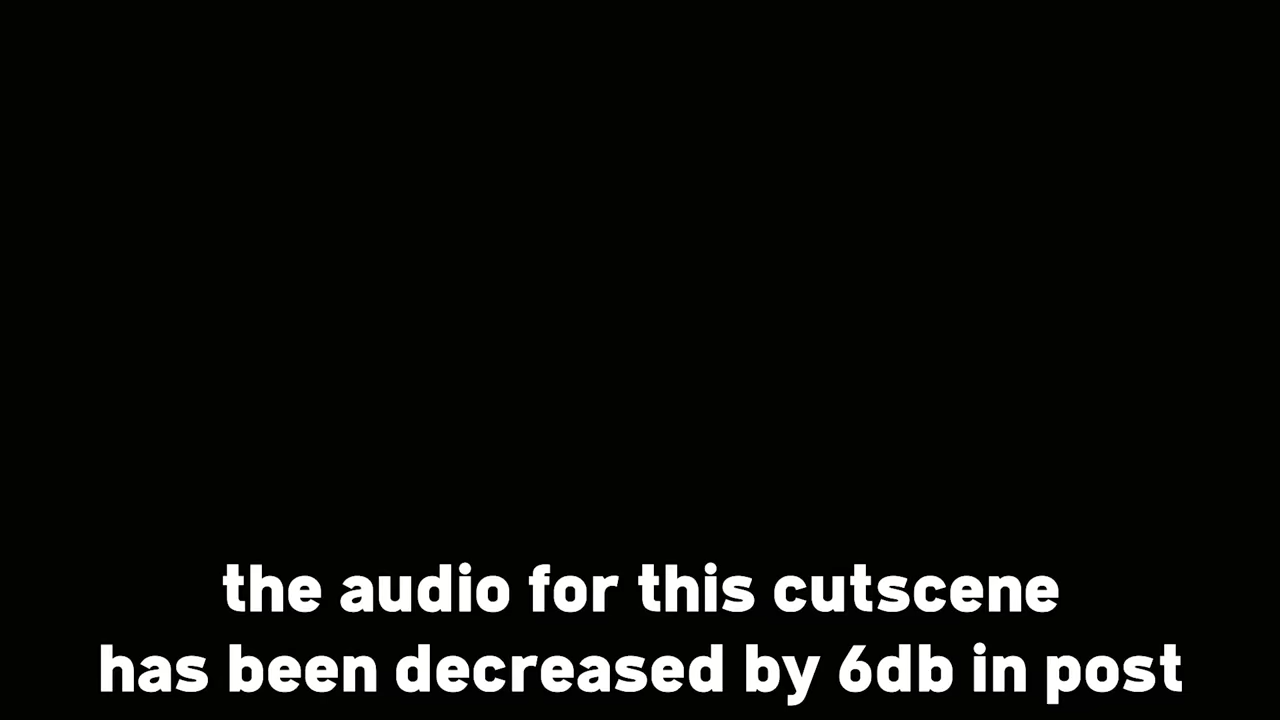 the audio for this cutscene
has been decreased by 6db in post